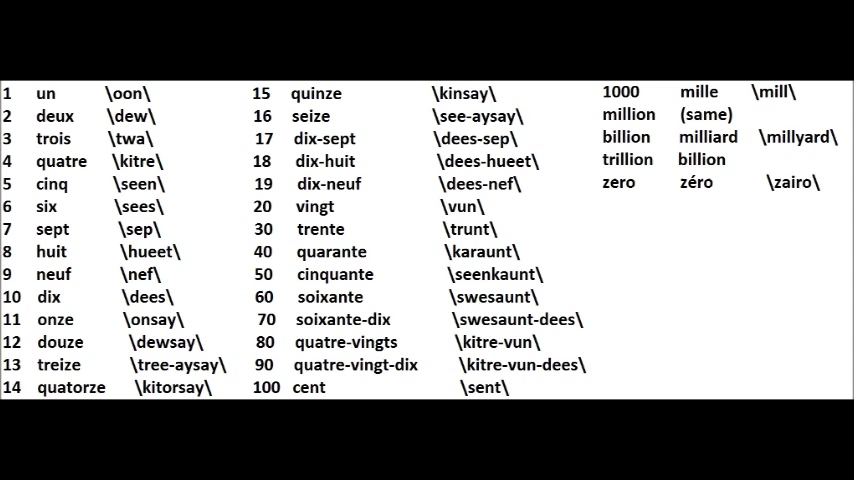 1 un \oon\
2 deux \dew\
3 trois \twa\
4 quatre \kitre\
5 cinq \seen\
6 six \sees\
7 sept \sep\
8 huit \hueet\
9 neuf \nef\
10 dix \dees\
11 onze \onsay\
12 douze \dewsay\
13 treize \tree-aysay\
14 quatorze \kitorsay\
15 quinze \kinsay\
16 seize \see-aysay\
17 dix-sept \dees-sep\
18 dix-huit \dees-hueet\
19 dix-neuf \dees-nef\
20 vingt \vun\
30 trente \trunt\
40 quarante \karaunt\
50 cinquante \seenkaunt\
60 soixante \swesaunt\
70 soixante-dix \swesaunt-dees\
80 quatre-vingts \kitre-vun\
90 quatre-vingt-dix \kitre-vun-dees\
100 cent \sent\
1000 mille \mill\
million (same)
billion milliard \millyard\
trillion billion
zero zéro \zairo\